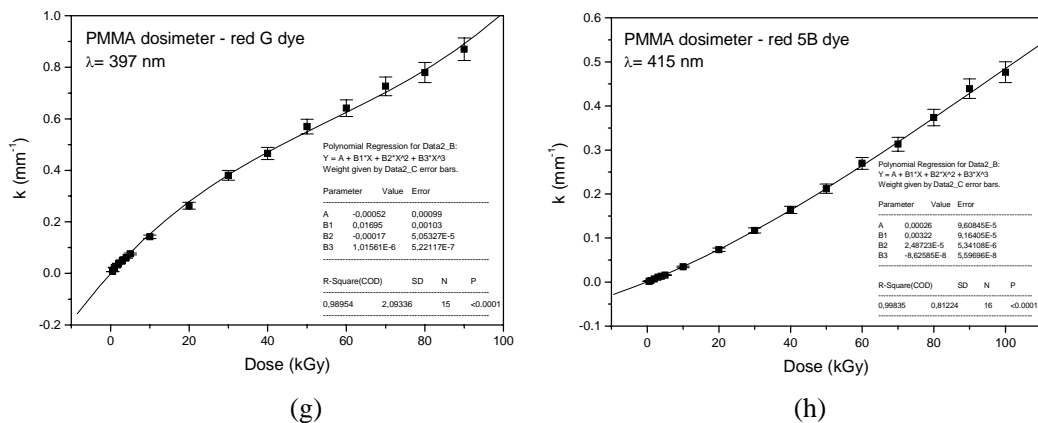 PMMA dosimeter - red G dye
λ= 397 nm
k (mm⁻¹)
1.0
0.8
0.6
0.4
0.2
0.0
-0.2
Polynomial Regression for Data2_B:
Y = A + B1*X + B2*X^2 + B3*X^3
Weight given by Data2_C error bars.
Parameter Value Error
------------------------------------------------------------
A -0,00052 0,00099
B1 0,01695 0,00103
B2 -0,00017 5,05327E-5
B3 1,01561E-6 5,22117E-7
------------------------------------------------------------
R-Square(COD) SD N P
------------------------------------------------------------
0,98954 2,09336 15 <0.0001
------------------------------------------------------------
0 20 40 60 80 100
Dose (kGy)
(g)
PMMA dosimeter - red 5B dye
λ= 415 nm
k (mm⁻¹)
0.6
0.5
0.4
0.3
0.2
0.1
0.0
-0.1
Polynomial Regression for Data2_B:
Y = A + B1*X + B2*X^2 + B3*X^3
Weight given by Data2_C error bars.
Parameter Value Error
------------------------------------------------------------
A 0,00026 9,60845E-5
B1 0,00322 9,16405E-5
B2 2,48723E-5 5,34108E-6
B3 -8,62585E-8 5,59696E-8
------------------------------------------------------------
R-Square(COD) SD N P
------------------------------------------------------------
0,99835 0,81224 16 <0.0001
------------------------------------------------------------
0 20 40 60 80 100
Dose (kGy)
(h)